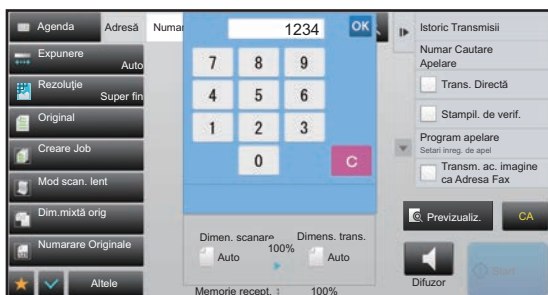 Agenda
Adresă
Numar
1234
OK
Istoric Transmisii
Expunere
Auto
Numar Cautare
Apelare
7 8 9
Rezoluţie
Super fin
Trans. Directă
4 5 6
Original
Stampil. de verif.
1 2 3
Creare Job
Program apelare
Setari inreg. de apel
0 C
Mod scan. lent
Transm. ac. imagine
ca Adresa Fax
Dim.mixtă orig
Previzualiz.
CA
Numarare Originale
Dimen. scanare
Dimens. trans.
100%
Auto
Auto
Start
Altele
Memorie recept. : 100%
Difuzor